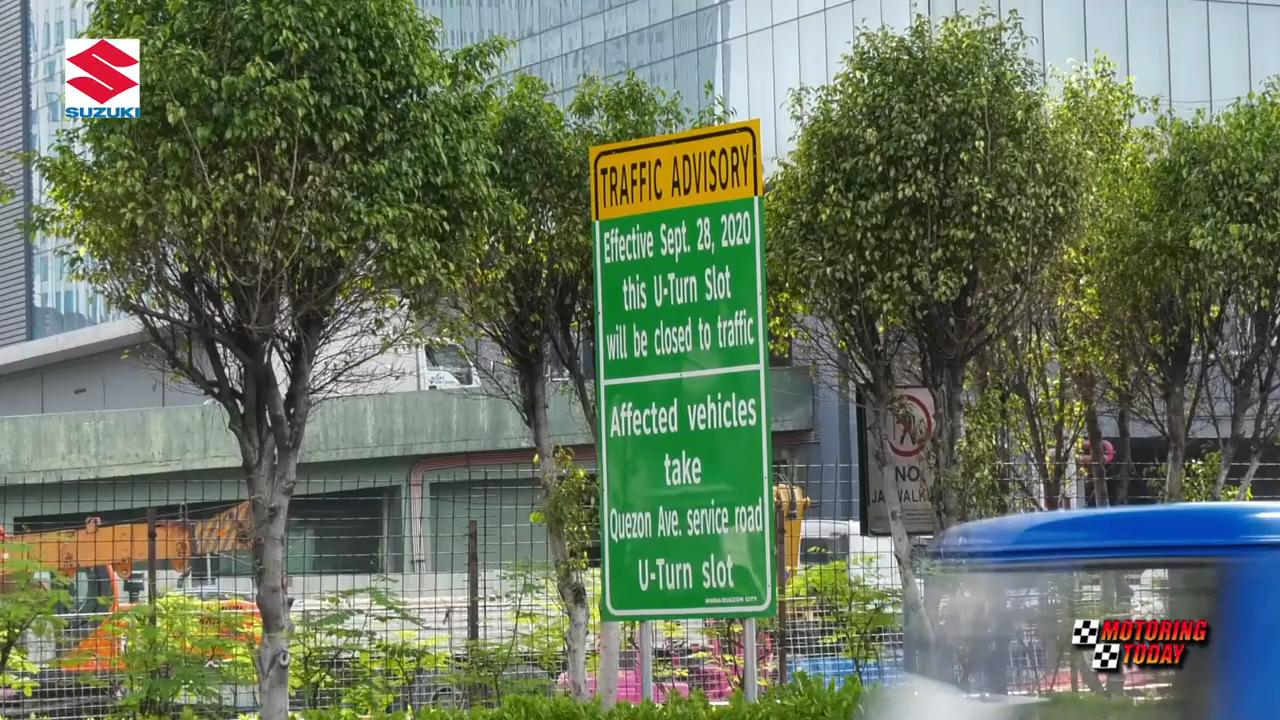 SUZUKI
TRAFFIC ADVISORY
Effective Sept. 28, 2020
this U-Turn Slot
will be closed to traffic
Affected vehicles
take
Quezon Ave. service road
U-Turn slot
MMDA/QUEZON CITY
NO
JAYWALKING
MOTORING
TODAY